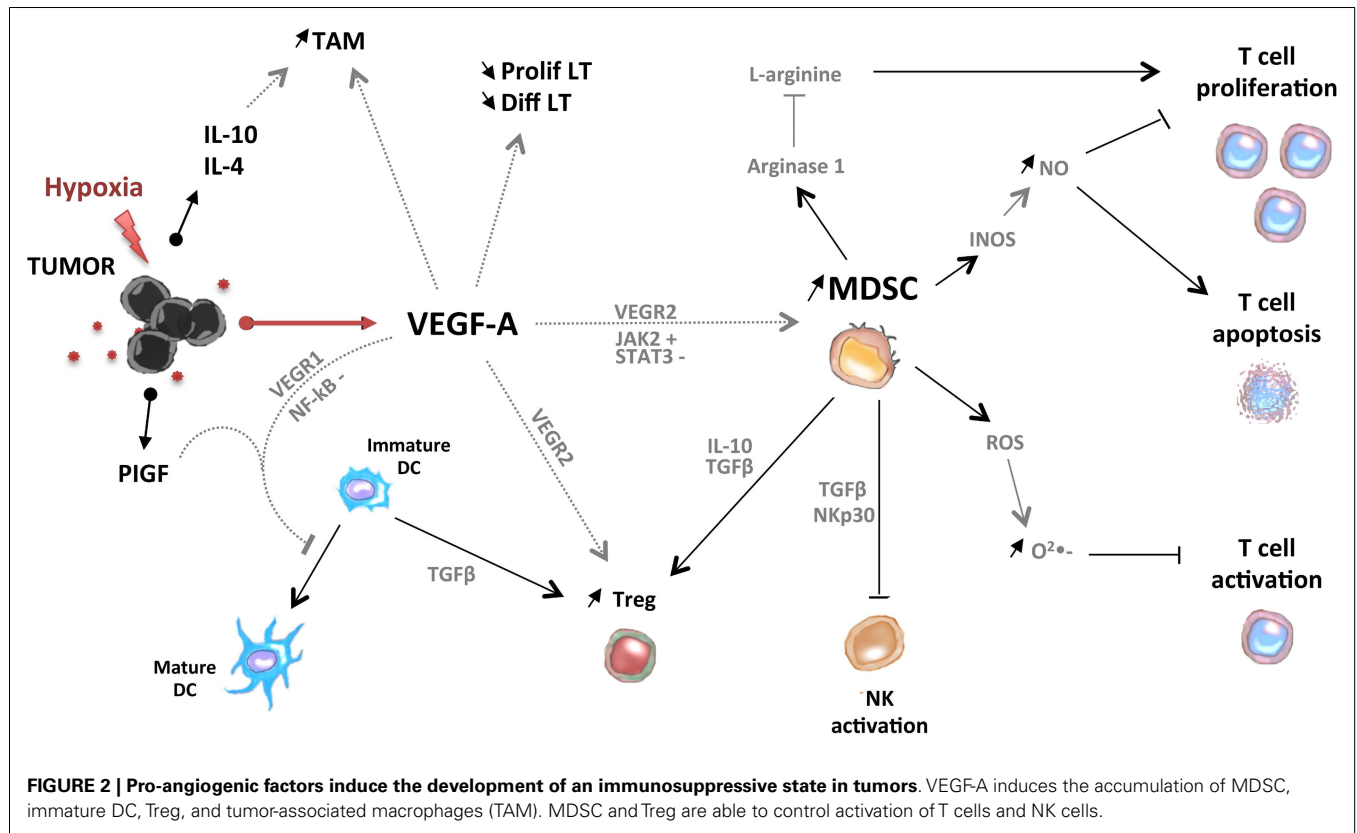 TAM
Prolif LT
Diff LT
IL-10
IL-4
Hypoxia
TUMOR
VEGF-A
VEGR1
NF-kB -
PIGF
Immature
DC
Mature
DC
TGFβ
VEGR2
Treg
VEGR2
JAK2 +
STAT3 -
MDSC
Arginase 1
L-arginine
INOS
NO
T cell
proliferation
T cell
apoptosis
IL-10
TGFβ
TGFβ
NKp30
NK
activation
ROS
O²•-
T cell
activation
FIGURE 2 | Pro-angiogenic factors induce the development of an immunosuppressive state in tumors. VEGF-A induces the accumulation of MDSC,
immature DC, Treg, and tumor-associated macrophages (TAM). MDSC and Treg are able to control activation of T cells and NK cells.